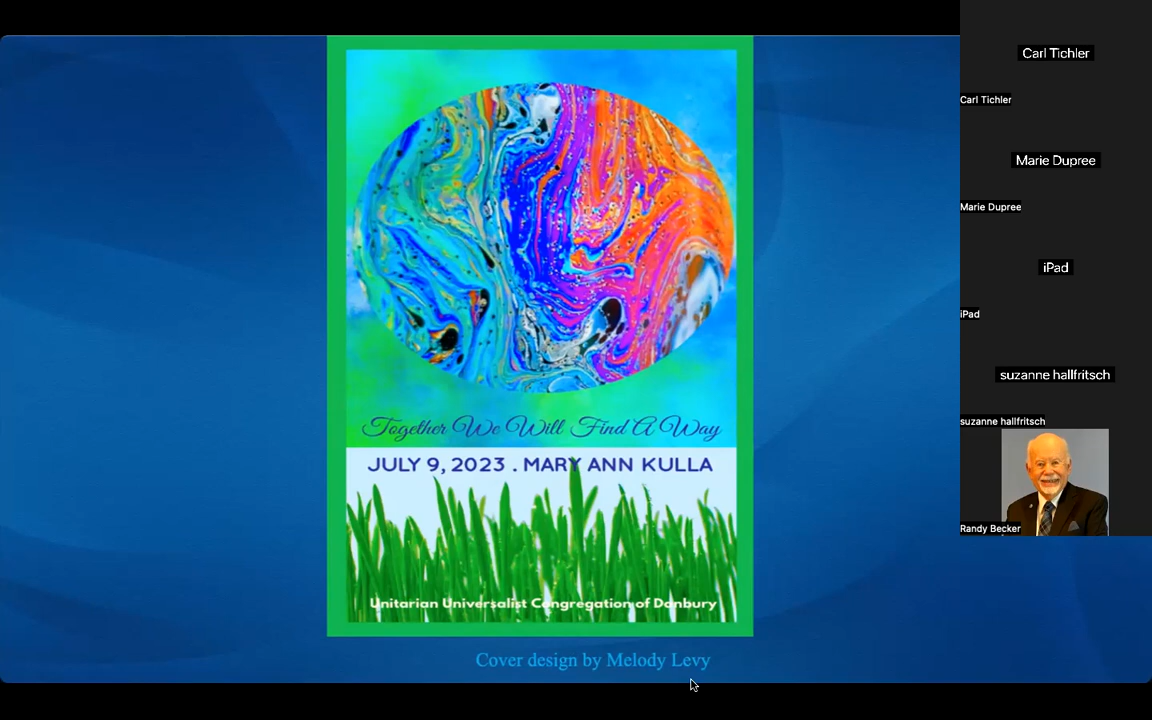 Together We Will Find A Way
JULY 9, 2023 . MARY ANN KULLA
Unitarian Universalist Congregation of Danbury
Cover design by Melody Levy
Carl Tichler
Carl Tichler
Marie Dupree
Marie Dupree
iPad
iPad
suzanne hallfritsch
suzanne hallfritsch
Randy Becker